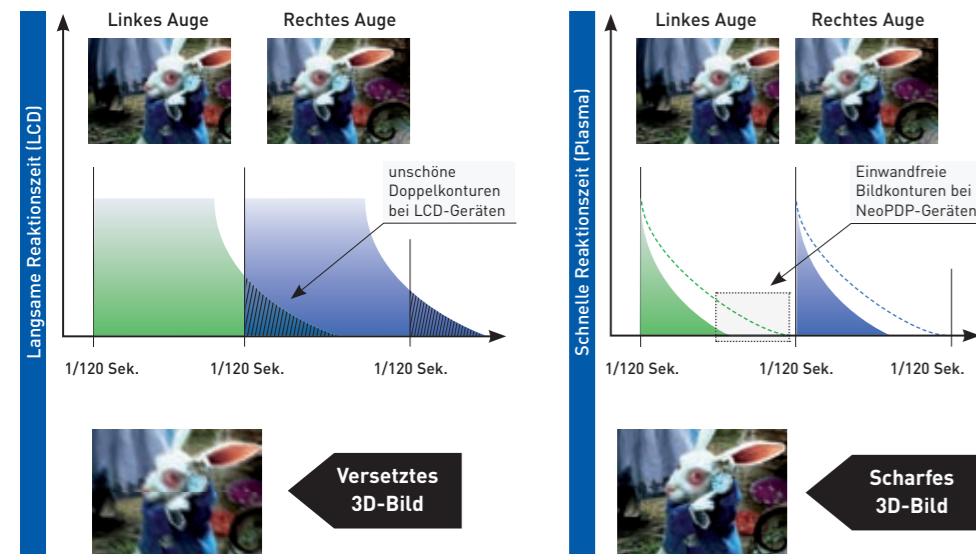 Langsame Reaktionszeit (LCD)
Linkes Auge
Rechtes Auge
unschöne
Doppelkonturen
bei LCD-Geräten
1/120 Sek.
1/120 Sek.
1/120 Sek.
Versetztes
3D-Bild
Schnelle Reaktionszeit (Plasma)
Linkes Auge
Rechtes Auge
Einwandfreie
Bildkonturen bei
NeoPDP-Geräten
1/120 Sek.
1/120 Sek.
1/120 Sek.
Scharfes
3D-Bild